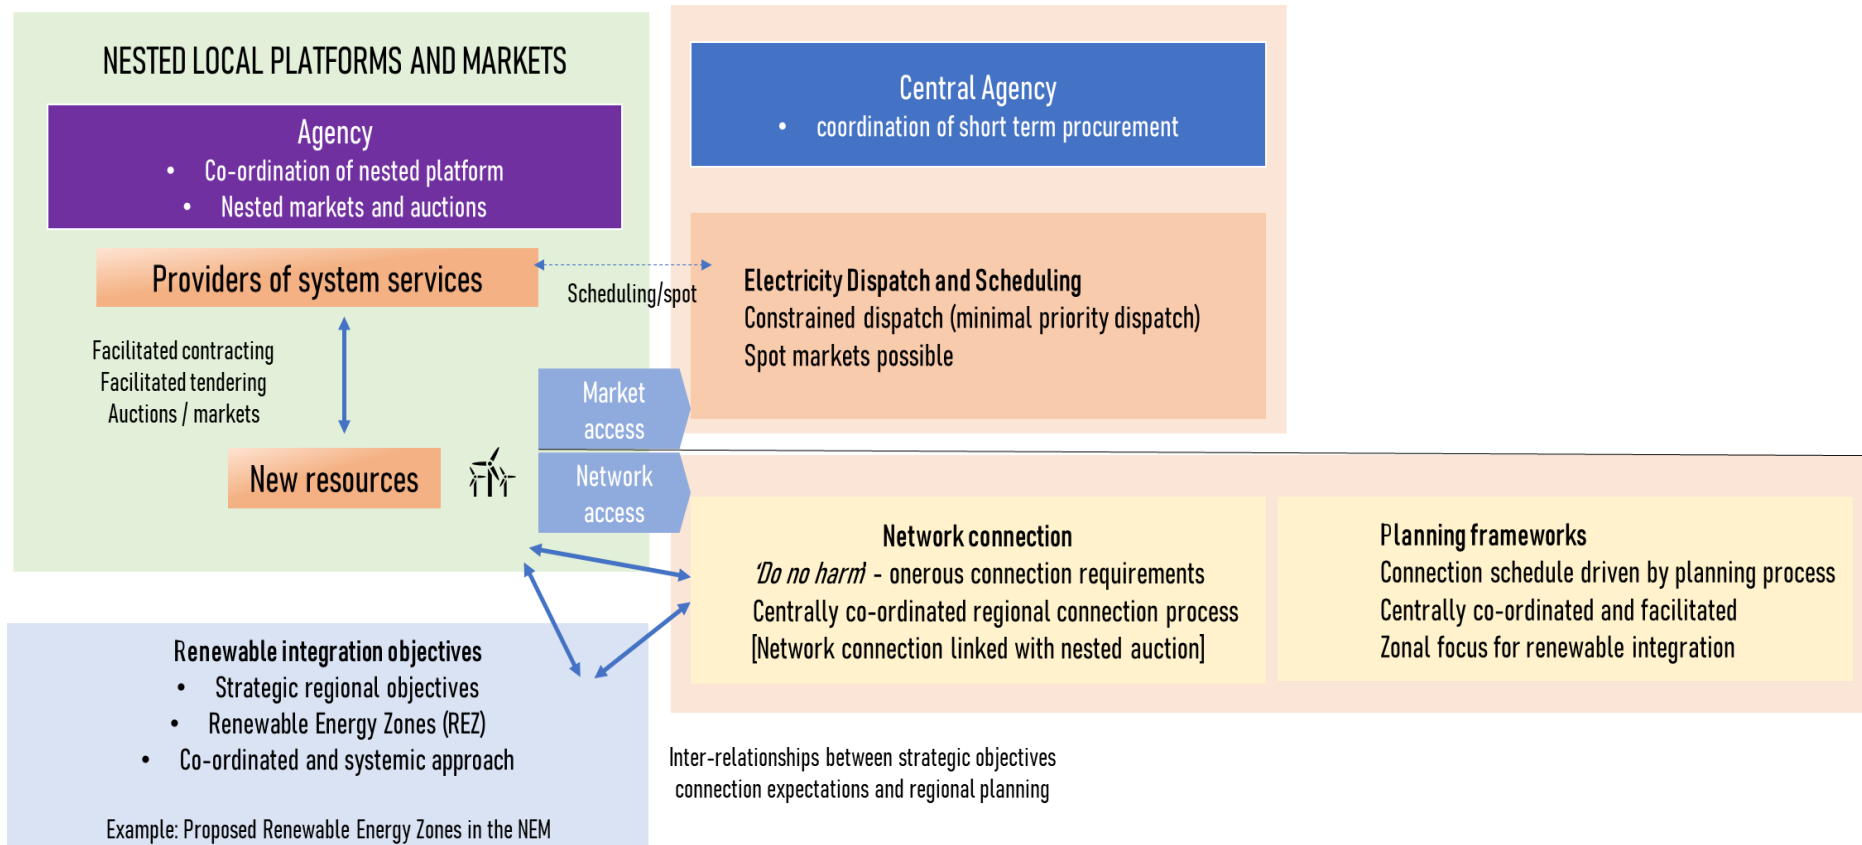 NESTED LOCAL PLATFORMS AND MARKETS
Agency
• Co-ordination of nested platform
• Nested markets and auctions
Providers of system services
Scheduling/spot
Facilitated contracting
Facilitated tendering
Auctions / markets
New resources
Market
access
Network
access
Central Agency
• coordination of short term procurement
Electricity Dispatch and Scheduling
Constrained dispatch (minimal priority dispatch)
Spot markets possible
Network connection
‘Do no harm’ - onerous connection requirements
Centrally co-ordinated regional connection process
[Network connection linked with nested auction]
Planning frameworks
Connection schedule driven by planning process
Centrally co-ordinated and facilitated
Zonal focus for renewable integration
Renewable integration objectives
• Strategic regional objectives
• Renewable Energy Zones (REZ)
• Co-ordinated and systemic approach
Example: Proposed Renewable Energy Zones in the NEM
Inter-relationships between strategic objectives
connection expectations and regional planning